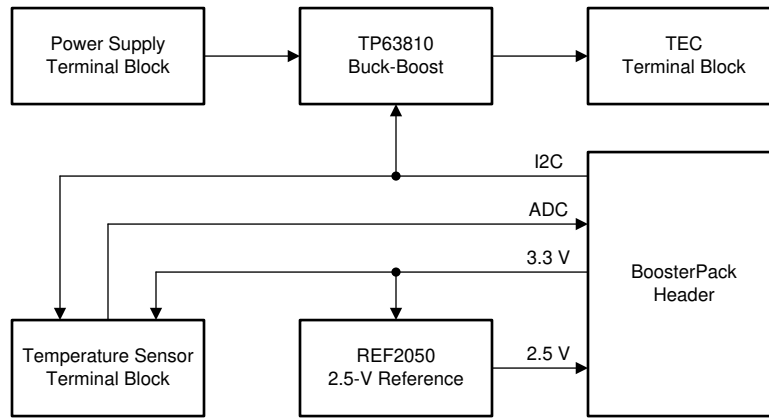 Power Supply
Terminal Block
TP63810
Buck-Boost
TEC
Terminal Block
I2C
ADC
3.3 V
BoosterPack
Header
Temperature Sensor
Terminal Block
REF2050
2.5-V Reference
2.5 V